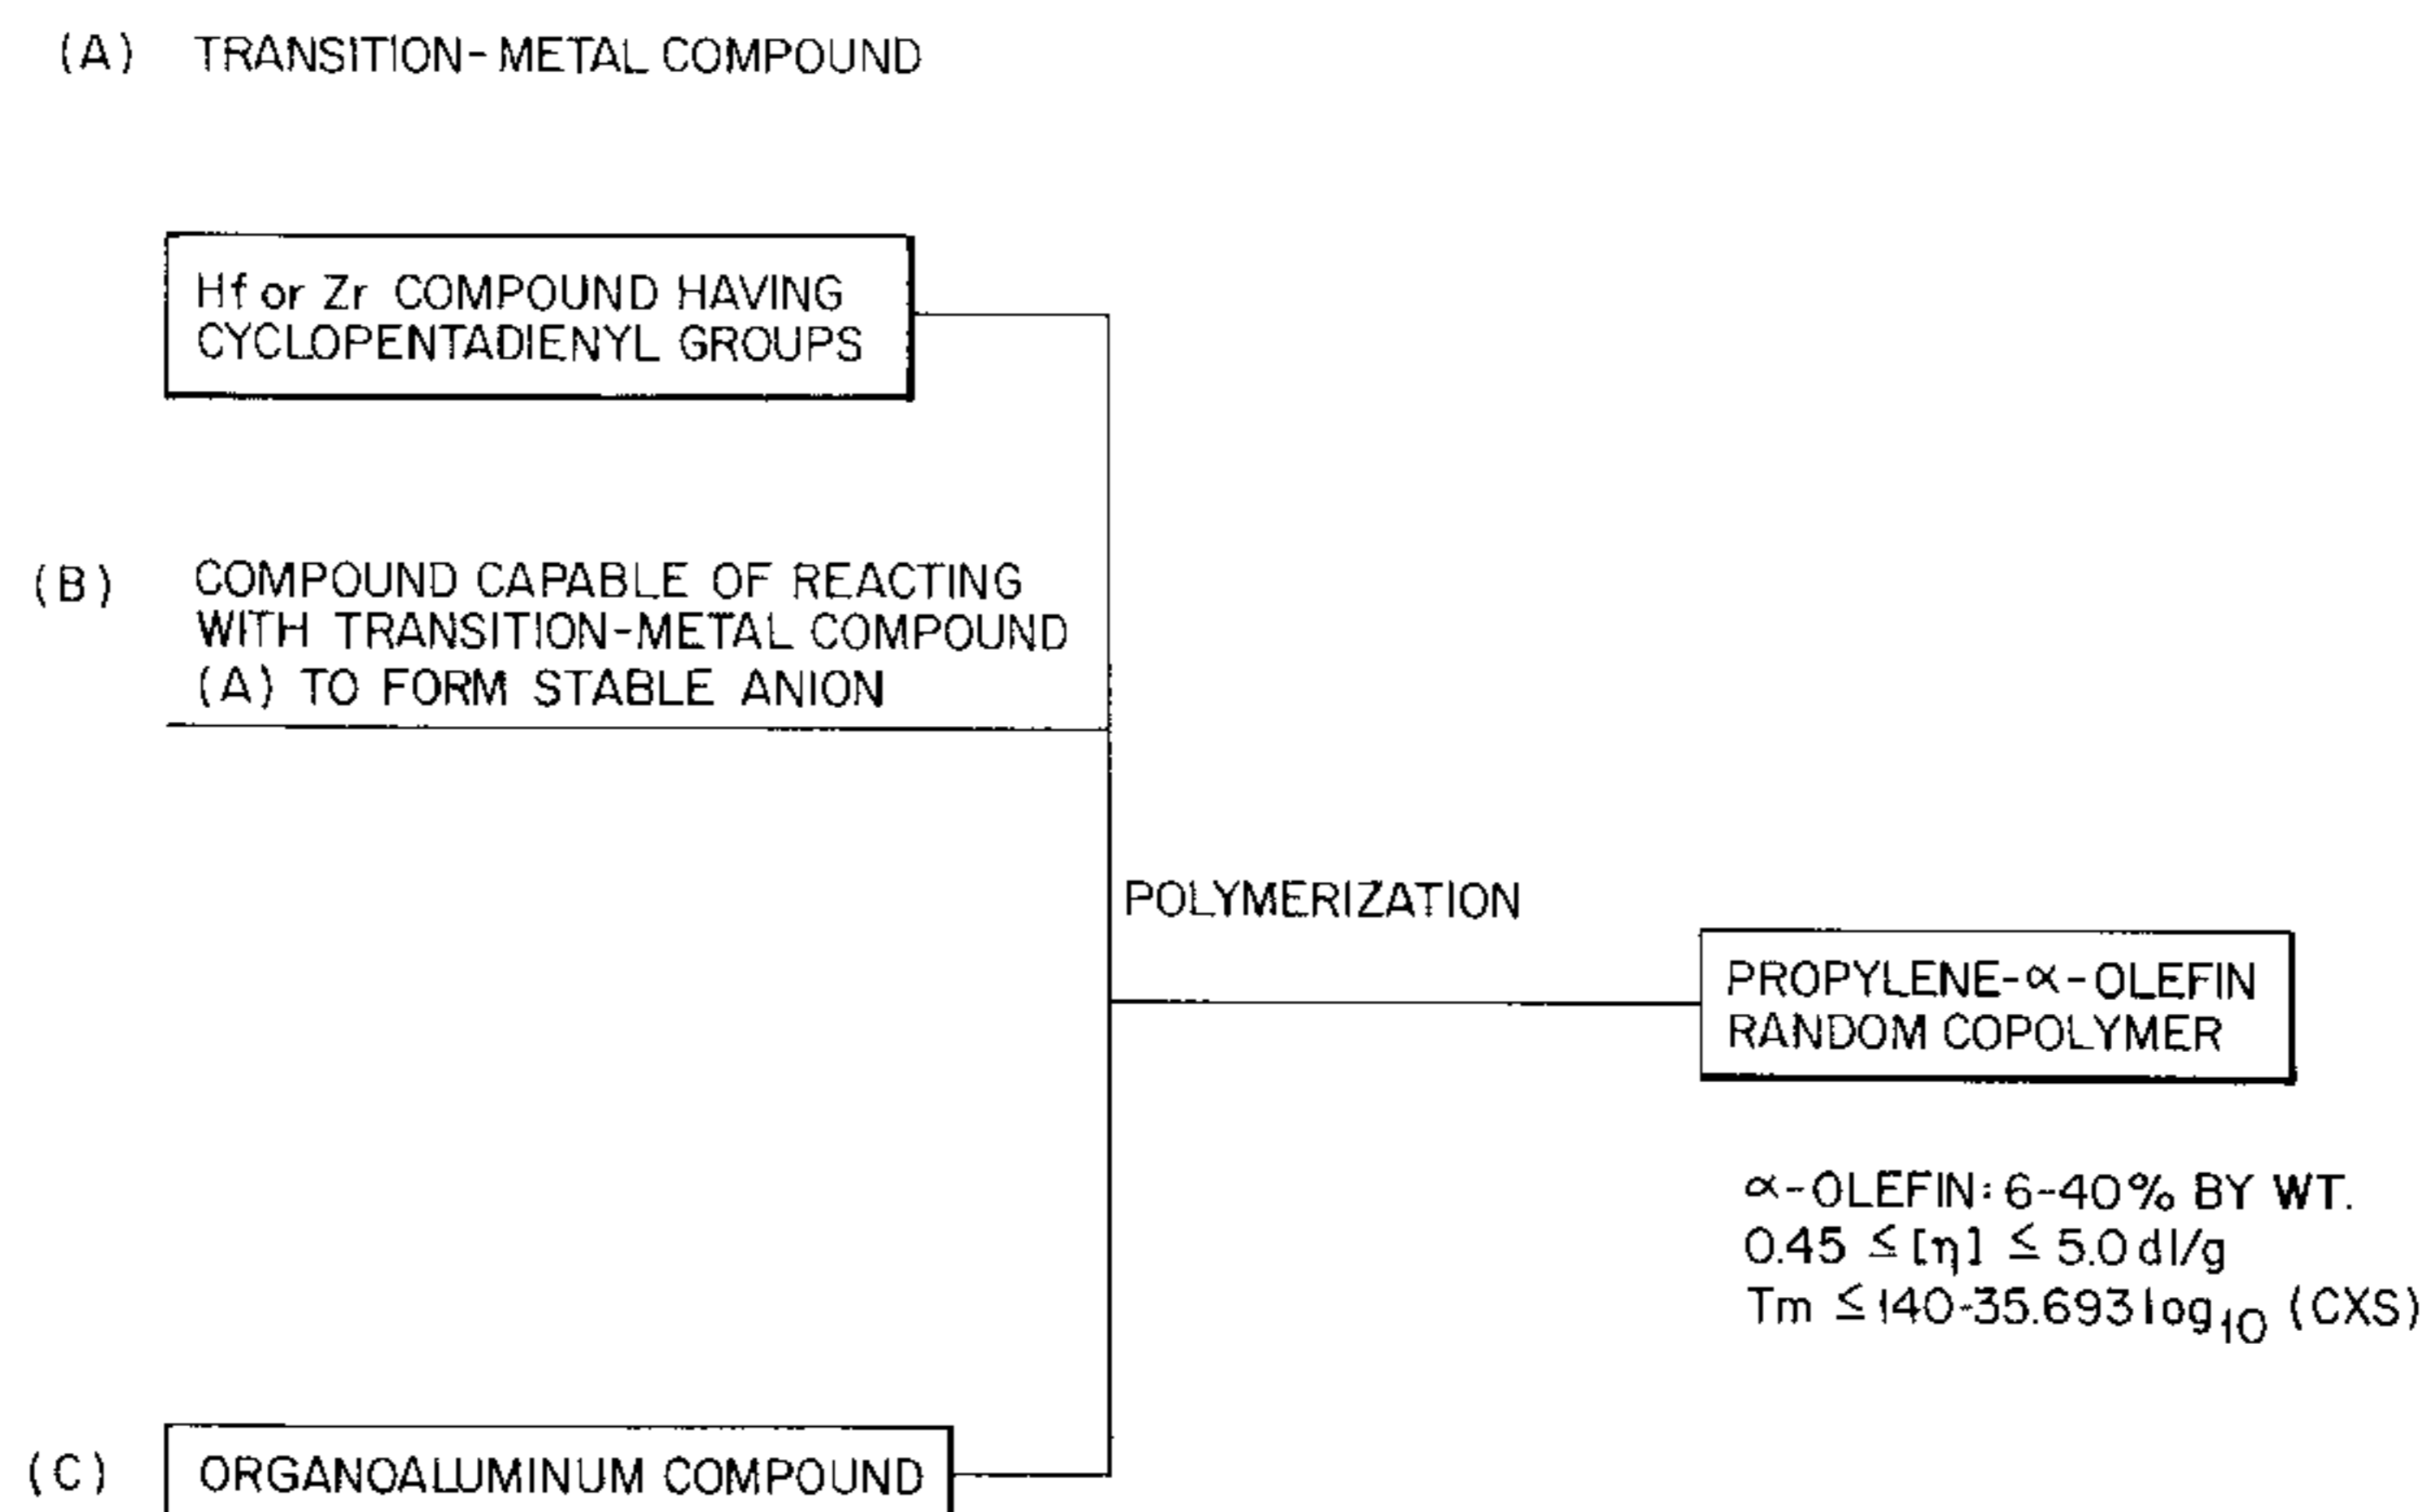 (A) TRANSITION-METAL COMPOUND
Hf or Zr COMPOUND HAVING
CYCLOPENTADIENYL GROUPS
(B) COMPOUND CAPABLE OF REACTING
WITH TRANSITION-METAL COMPOUND
(A) TO FORM STABLE ANION
POLYMERIZATION
PROPYLENE-α-OLEFIN
RANDOM COPOLYMER
α-OLEFIN: 6-40% BY WT.
0.45 ≤ [η] ≤ 5.0 dl/g
Tm ≤ 140-35.693 log₁₀ (CXS)
(C) ORGANOALUMINUM COMPOUND